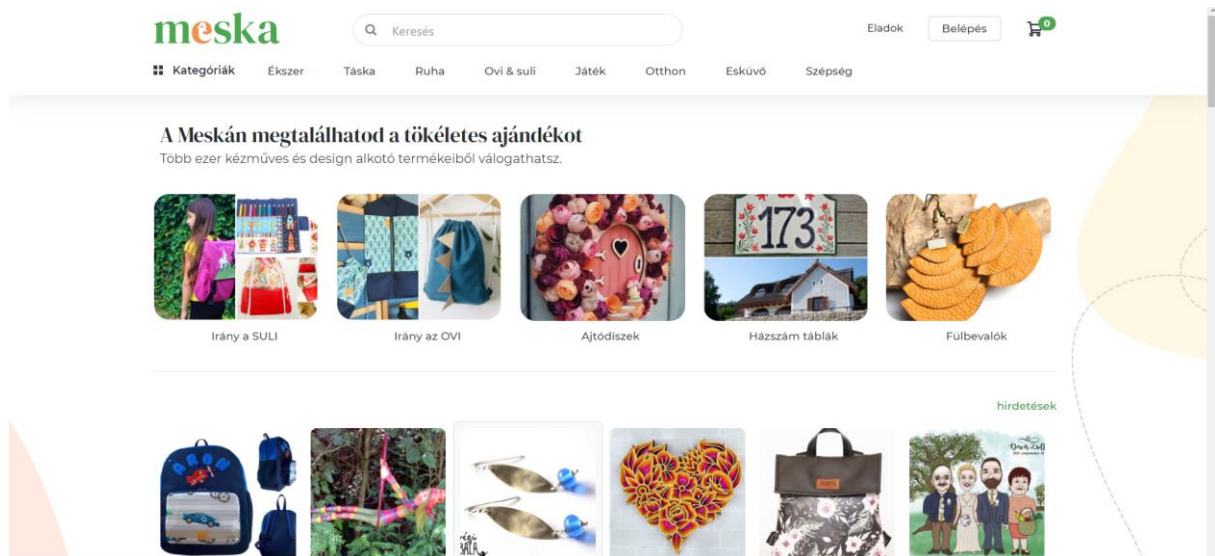 meska
Keresés
Eladok
Belépés
0
Kategóriák
Ékszer
Táska
Ruha
Ovi & suli
Játék
Otthon
Esküvő
Szépség
A Meskán megtalálhatod a tökéletes ajándékot
Több ezer kézműves és design alkotó termékeiből válogathatsz.
173
Irány a SULI
Irány az OVI
Ajtódíszek
Házszám táblák
Fülbevalók
hirdetések
ÁRON